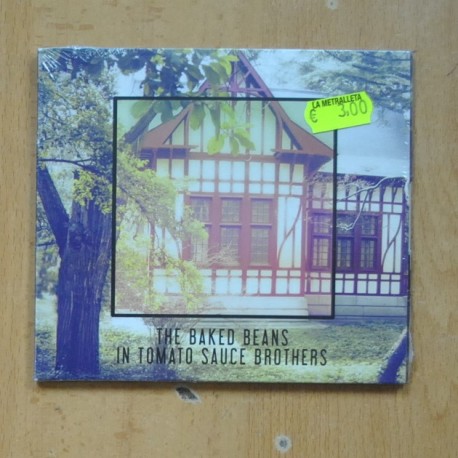 LA METRALLETA
€ 3.00
THE BAKED BEANS
IN TOMATO SAUCE BROTHERS